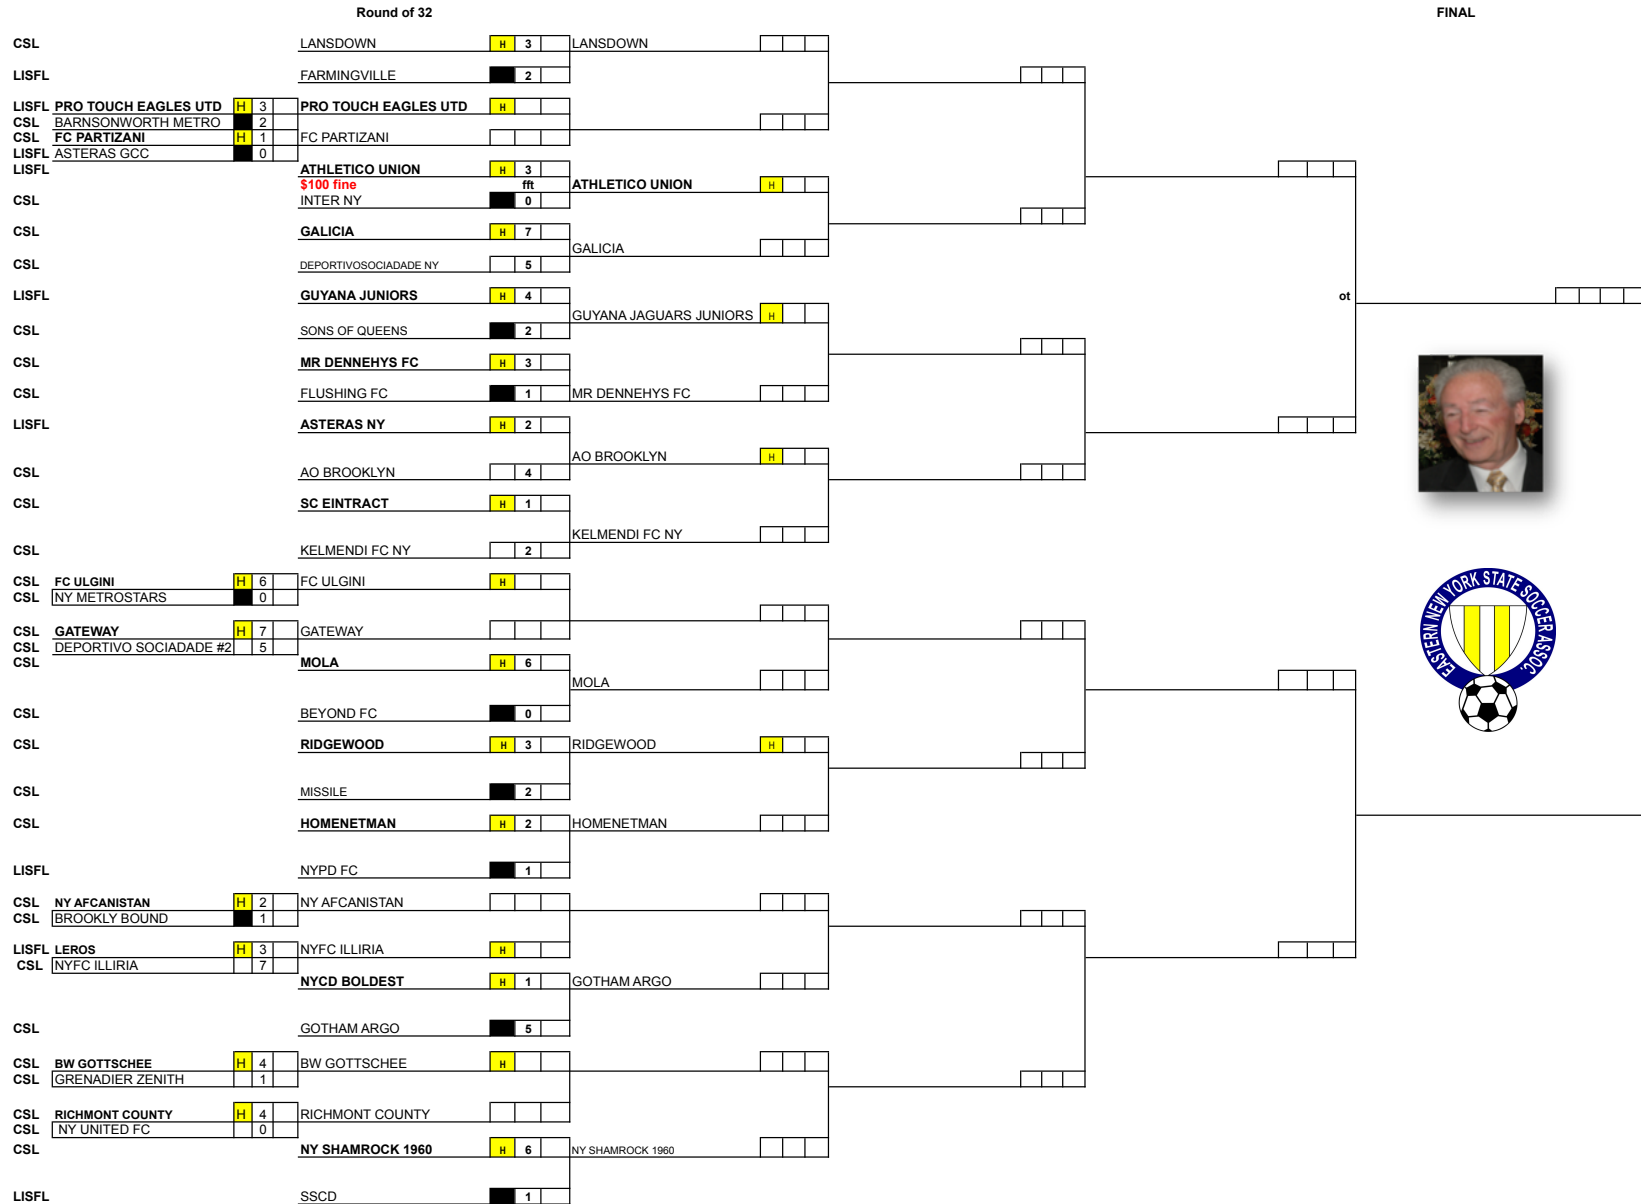 Round of 32 FINAL
CSL LANSDOWN H 3 LANSDOWN
LISFL FARMINGVILLE 2
LISFL PRO TOUCH EAGLES UTD H 3 PRO TOUCH EAGLES UTD H
CSL BARNSONWORTH METRO 2
CSL FC PARTIZANI H 1 FC PARTIZANI
LISFL ASTERAS GCC 0
LISFL ATHLETICO UNION H 3
$100 fine fft ATHLETICO UNION H
CSL INTER NY 0
CSL GALICIA H 7
GALICIA
CSL DEPORTIVOSOCIADADE NY 5
LISFL GUYANA JUNIORS H 4 ot
GUYANA JAGUARS JUNIORS H
CSL SONS OF QUEENS 2
CSL MR DENNEHYS FC H 3
CSL FLUSHING FC 1 MR DENNEHYS FC
LISFL ASTERAS NY H 2
AO BROOKLYN H
CSL AO BROOKLYN 4
CSL SC EINTRACT H 1
KELMENDI FC NY
CSL KELMENDI FC NY 2
CSL FC ULGINI H 6 FC ULGINI H
CSL NY METROSTARS 0
CSL GATEWAY H 7 GATEWAY
CSL DEPORTIVO SOCIADADE #2 5
CSL MOLA H 6
MOLA
CSL BEYOND FC 0
CSL RIDGEWOOD H 3 RIDGEWOOD H
CSL MISSILE 2
CSL HOMENETMAN H 2 HOMENETMAN
LISFL NYPD FC 1
CSL NY AFCANISTAN H 2 NY AFCANISTAN
CSL BROOKLY BOUND 1
LISFL LEROS H 3 NYFC ILLIRIA H
CSL NYFC ILLIRIA 7
NYCD BOLDEST H 1 GOTHAM ARGO
CSL GOTHAM ARGO 5
CSL BW GOTTSCHEE H 4 BW GOTTSCHEE H
CSL GRENADIER ZENITH 1
CSL RICHMONT COUNTY H 4 RICHMONT COUNTY
CSL NY UNITED FC 0
CSL NY SHAMROCK 1960 H 6 NY SHAMROCK 1960
LISFL SSCD 1
EASTERN NEW YORK STATE SOCCER ASSOC.